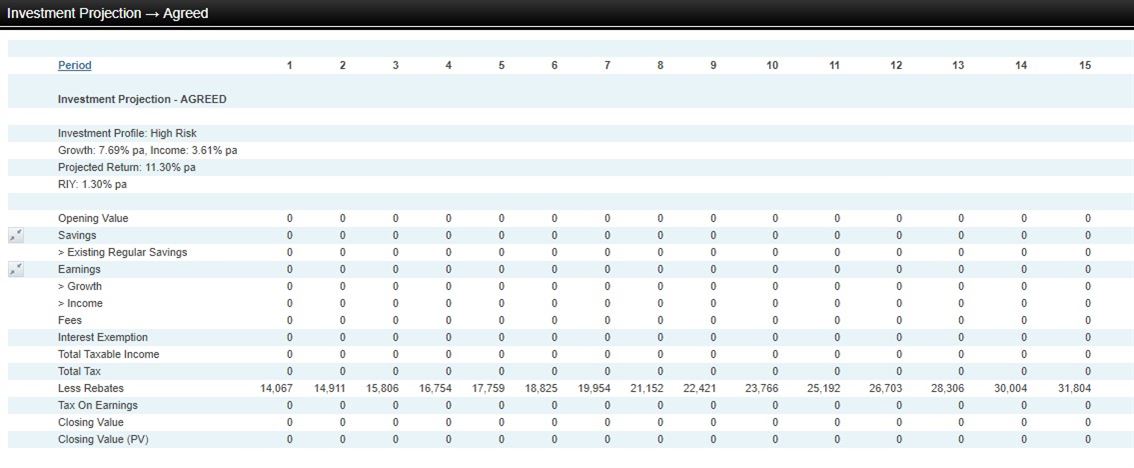 Investment Projection → Agreed
Period 1 2 3 4 5 6 7 8 9 10 11 12 13 14 15
Investment Projection - AGREED
Investment Profile: High Risk
Growth: 7.69% pa, Income: 3.61% pa
Projected Return: 11.30% pa
RIY: 1.30% pa
Opening Value 0 0 0 0 0 0 0 0 0 0 0 0 0 0 0
Savings 0 0 0 0 0 0 0 0 0 0 0 0 0 0 0
> Existing Regular Savings 0 0 0 0 0 0 0 0 0 0 0 0 0 0 0
Earnings 0 0 0 0 0 0 0 0 0 0 0 0 0 0 0
> Growth 0 0 0 0 0 0 0 0 0 0 0 0 0 0 0
> Income 0 0 0 0 0 0 0 0 0 0 0 0 0 0 0
Fees 0 0 0 0 0 0 0 0 0 0 0 0 0 0 0
Interest Exemption 0 0 0 0 0 0 0 0 0 0 0 0 0 0 0
Total Taxable Income 0 0 0 0 0 0 0 0 0 0 0 0 0 0 0
Total Tax 0 0 0 0 0 0 0 0 0 0 0 0 0 0 0
Less Rebates 14,067 14,911 15,806 16,754 17,759 18,825 19,954 21,152 22,421 23,766 25,192 26,703 28,306 30,004 31,804
Tax On Earnings 0 0 0 0 0 0 0 0 0 0 0 0 0 0 0
Closing Value 0 0 0 0 0 0 0 0 0 0 0 0 0 0 0
Closing Value (PV) 0 0 0 0 0 0 0 0 0 0 0 0 0 0 0